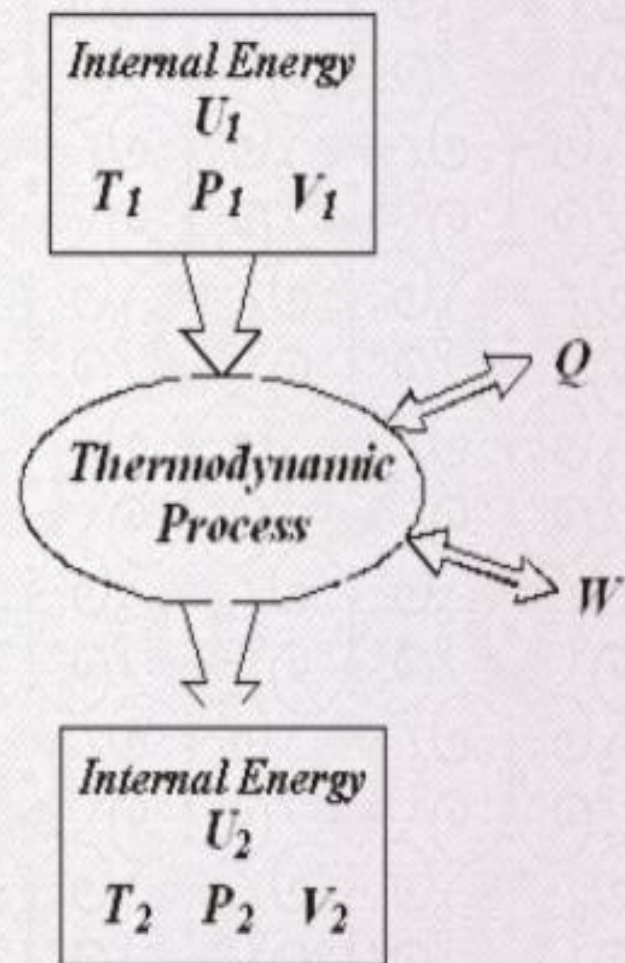 Internal Energy
U1
T1 P1 V1
Q
Thermodynamic
Process
W
Internal Energy
U2
T2 P2 V2